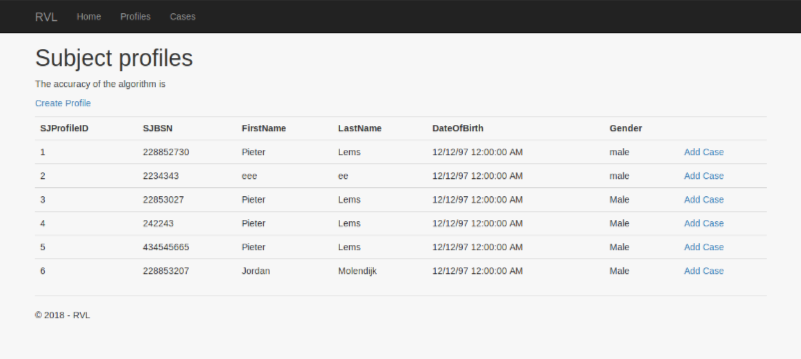 RVL Home Profiles Cases
Subject profiles
The accuracy of the algorithm is
Create Profile
SJProfileID SJBSN FirstName LastName DateOfBirth Gender
1 228852730 Pieter Lems 12/12/97 12:00:00 AM male Add Case
2 2234343 eee ee 12/12/97 12:00:00 AM male Add Case
3 22853027 Pieter Lems 12/12/97 12:00:00 AM Male Add Case
4 242243 Pieter Lems 12/12/97 12:00:00 AM Male Add Case
5 434545665 Pieter Lems 12/12/97 12:00:00 AM Male Add Case
6 228853207 Jordan Molendijk 12/12/97 12:00:00 AM Male Add Case
© 2018 - RVL